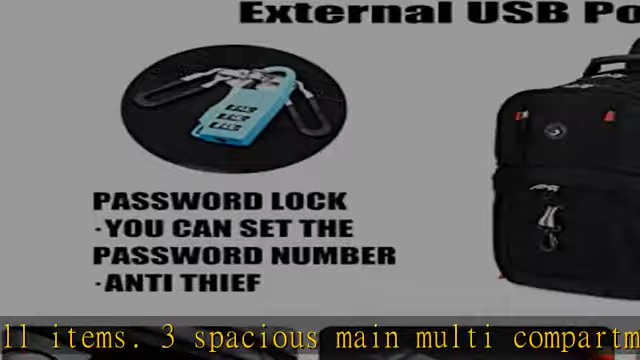 External USB Po
PASSWORD LOCK
·YOU CAN SET THE
PASSWORD NUMBER
·ANTI THIEF
ll items. 3 spacious main multi compartm